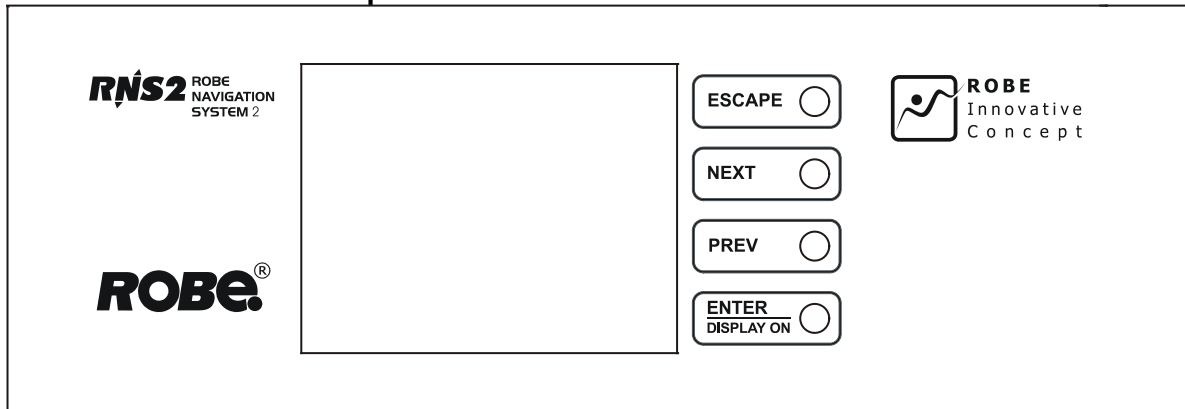 RNS2 ROBE
NAVIGATION
SYSTEM 2
ROBE®
ESCAPE
NEXT
PREV
ENTER
DISPLAY ON
ROBE
Innovative
Concept